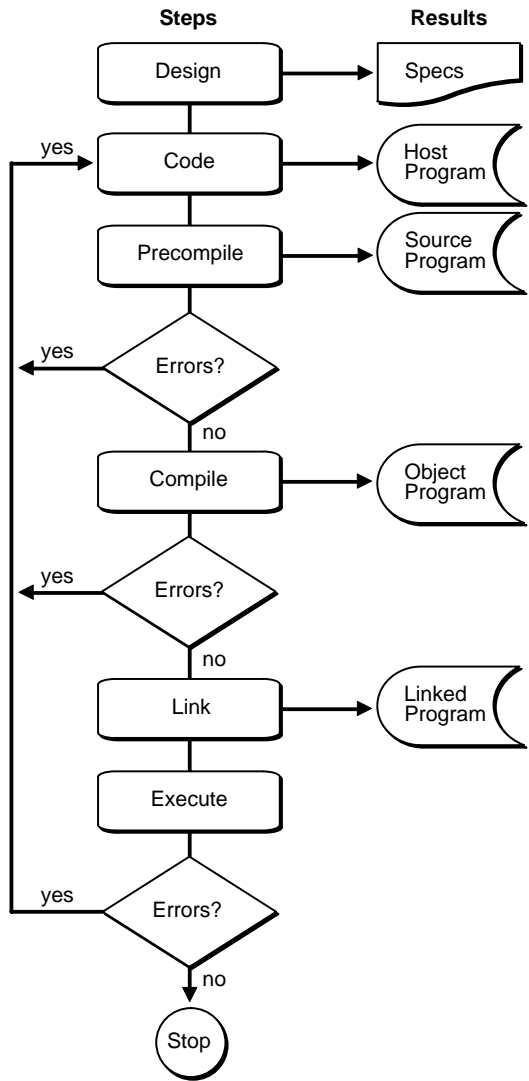 Steps
Results
Design
Specs
yes
Code
Host
Program
Precompile
Source
Program
yes
Errors?
no
Compile
Object
Program
yes
Errors?
no
Link
Linked
Program
Execute
yes
Errors?
no
Stop